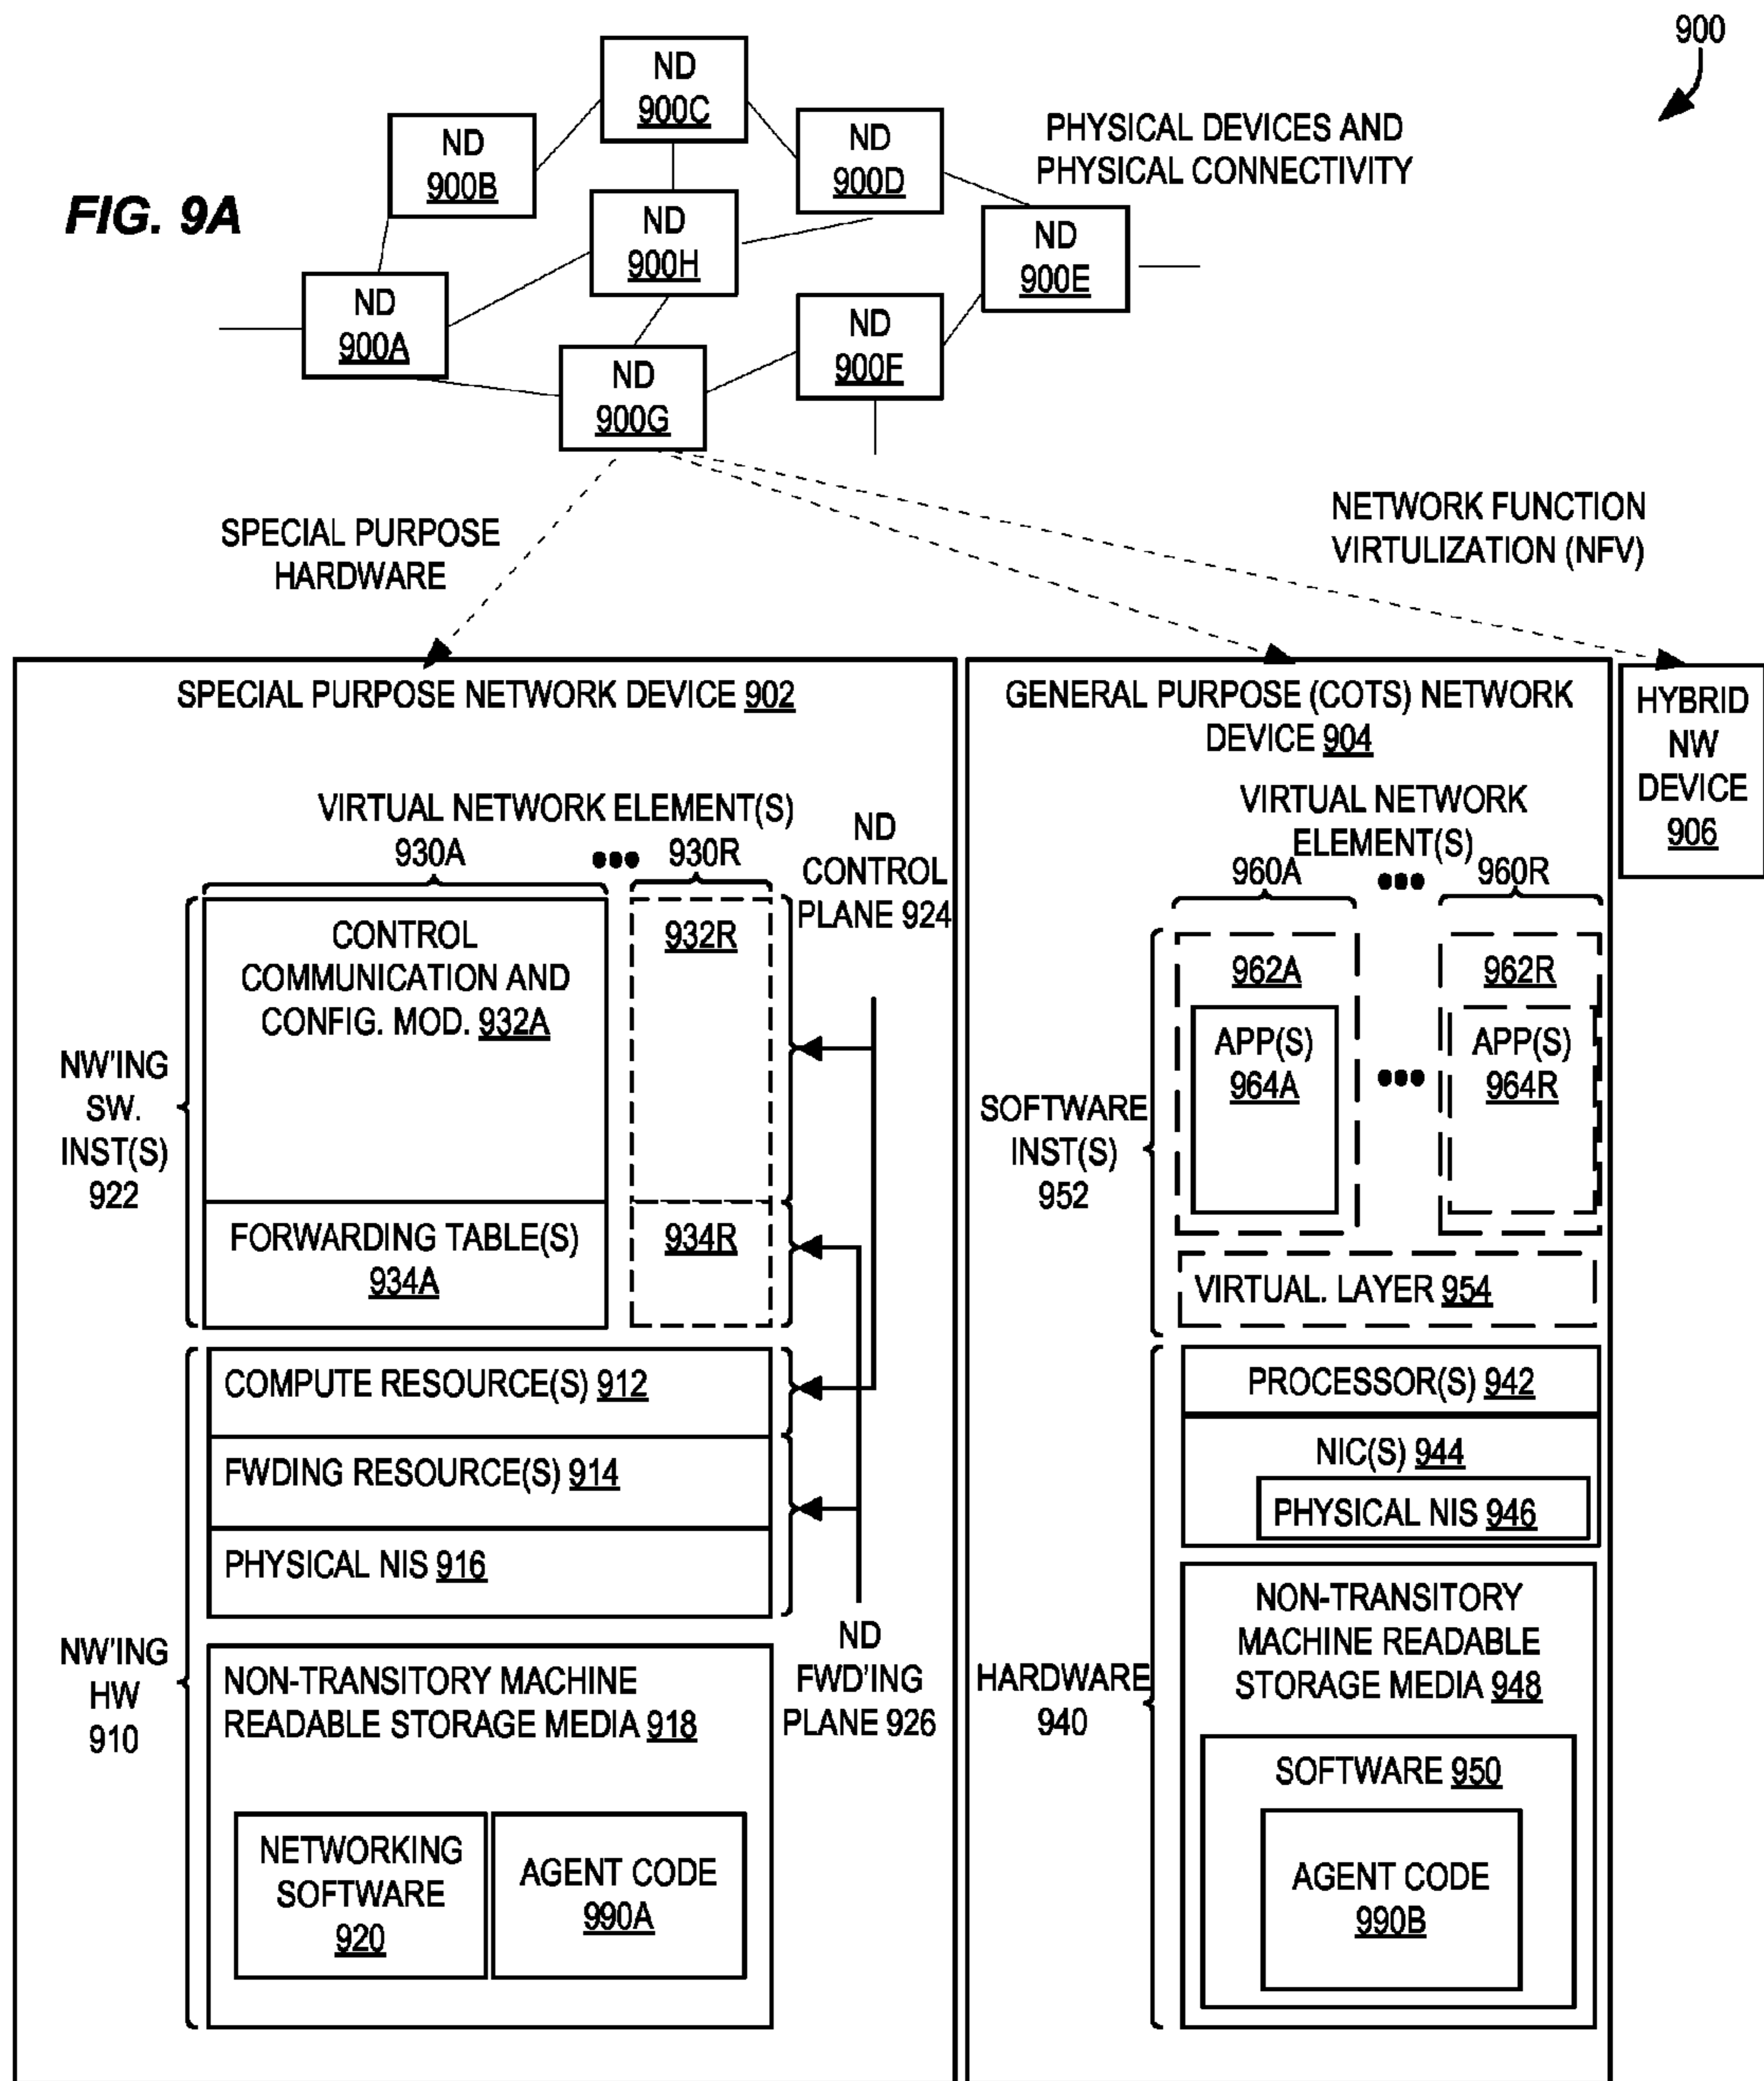 900
ND
900C
ND
900B
ND
900D
PHYSICAL DEVICES AND
PHYSICAL CONNECTIVITY
FIG. 9A
ND
900H
ND
900E
ND
900A
ND
900F
ND
900G
SPECIAL PURPOSE
HARDWARE
NETWORK FUNCTION
VIRTULIZATION (NFV)
SPECIAL PURPOSE NETWORK DEVICE 902
VIRTUAL NETWORK ELEMENT(S)
930A
••• 930R
ND
CONTROL
PLANE 924
CONTROL
COMMUNICATION AND
CONFIG. MOD. 932A
932R
NW'ING
SW.
INST(S)
922
FORWARDING TABLE(S)
934A
934R
COMPUTE RESOURCE(S) 912
FWDING RESOURCE(S) 914
PHYSICAL NIS 916
ND
FWD'ING
PLANE 926
NW'ING
HW
910
NON-TRANSITORY MACHINE
READABLE STORAGE MEDIA 918
NETWORKING
SOFTWARE
920
AGENT CODE
990A
GENERAL PURPOSE (COTS) NETWORK
DEVICE 904
VIRTUAL NETWORK
ELEMENT(S)
960A
••• 960R
962A
962R
APP(S)
964A
•••
APP(S)
964R
SOFTWARE
INST(S)
952
VIRTUAL. LAYER 954
PROCESSOR(S) 942
NIC(S) 944
PHYSICAL NIS 946
HARDWARE
940
NON-TRANSITORY
MACHINE READABLE
STORAGE MEDIA 948
SOFTWARE 950
AGENT CODE
990B
HYBRID
NW
DEVICE
906